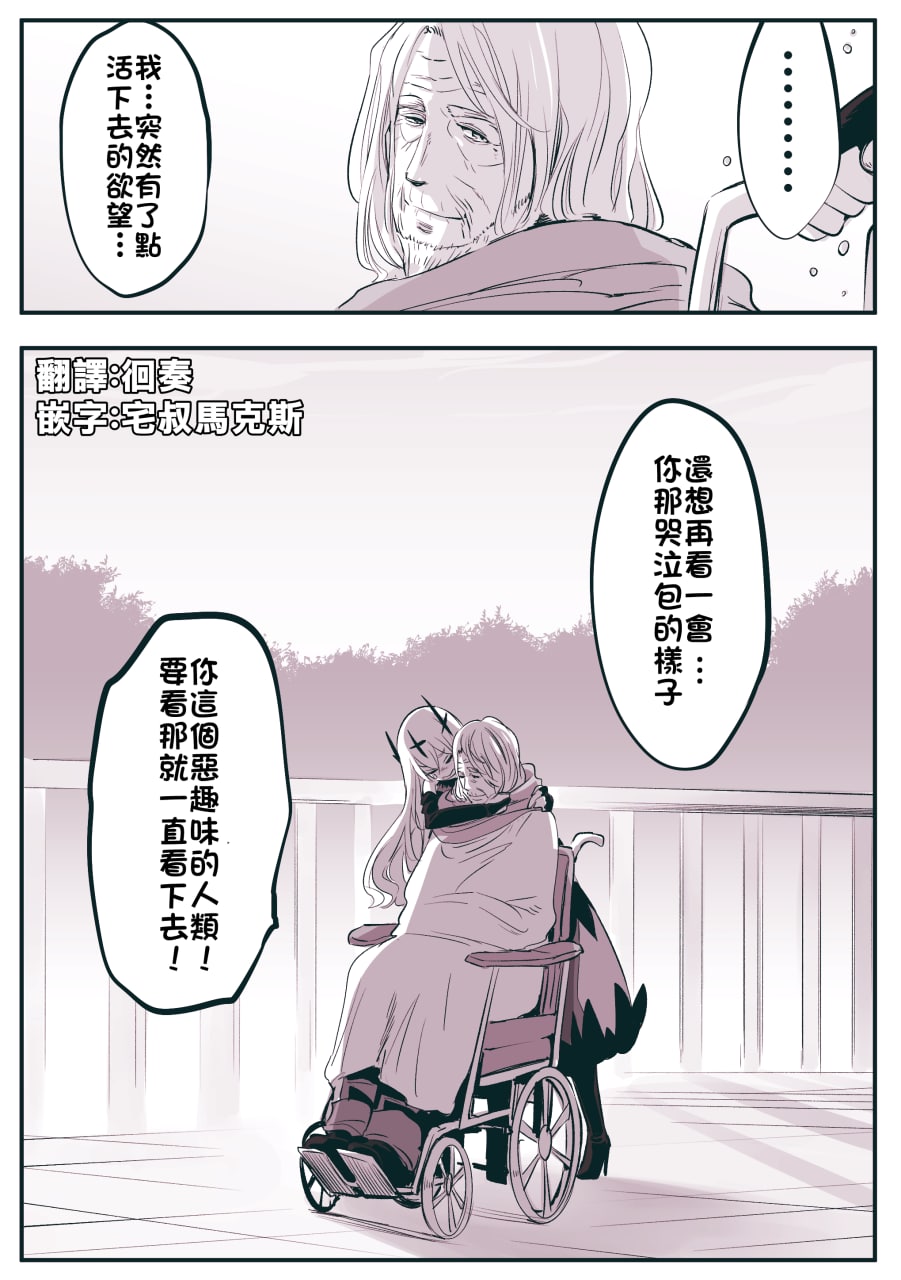 ………
我…突然有了點
活下去的欲望…
翻譯:徊奏
嵌字:宅叔馬克斯
還想再看一會…
你那哭泣包的樣子
你這個惡趣味的人類！
要看那就一直看下去！